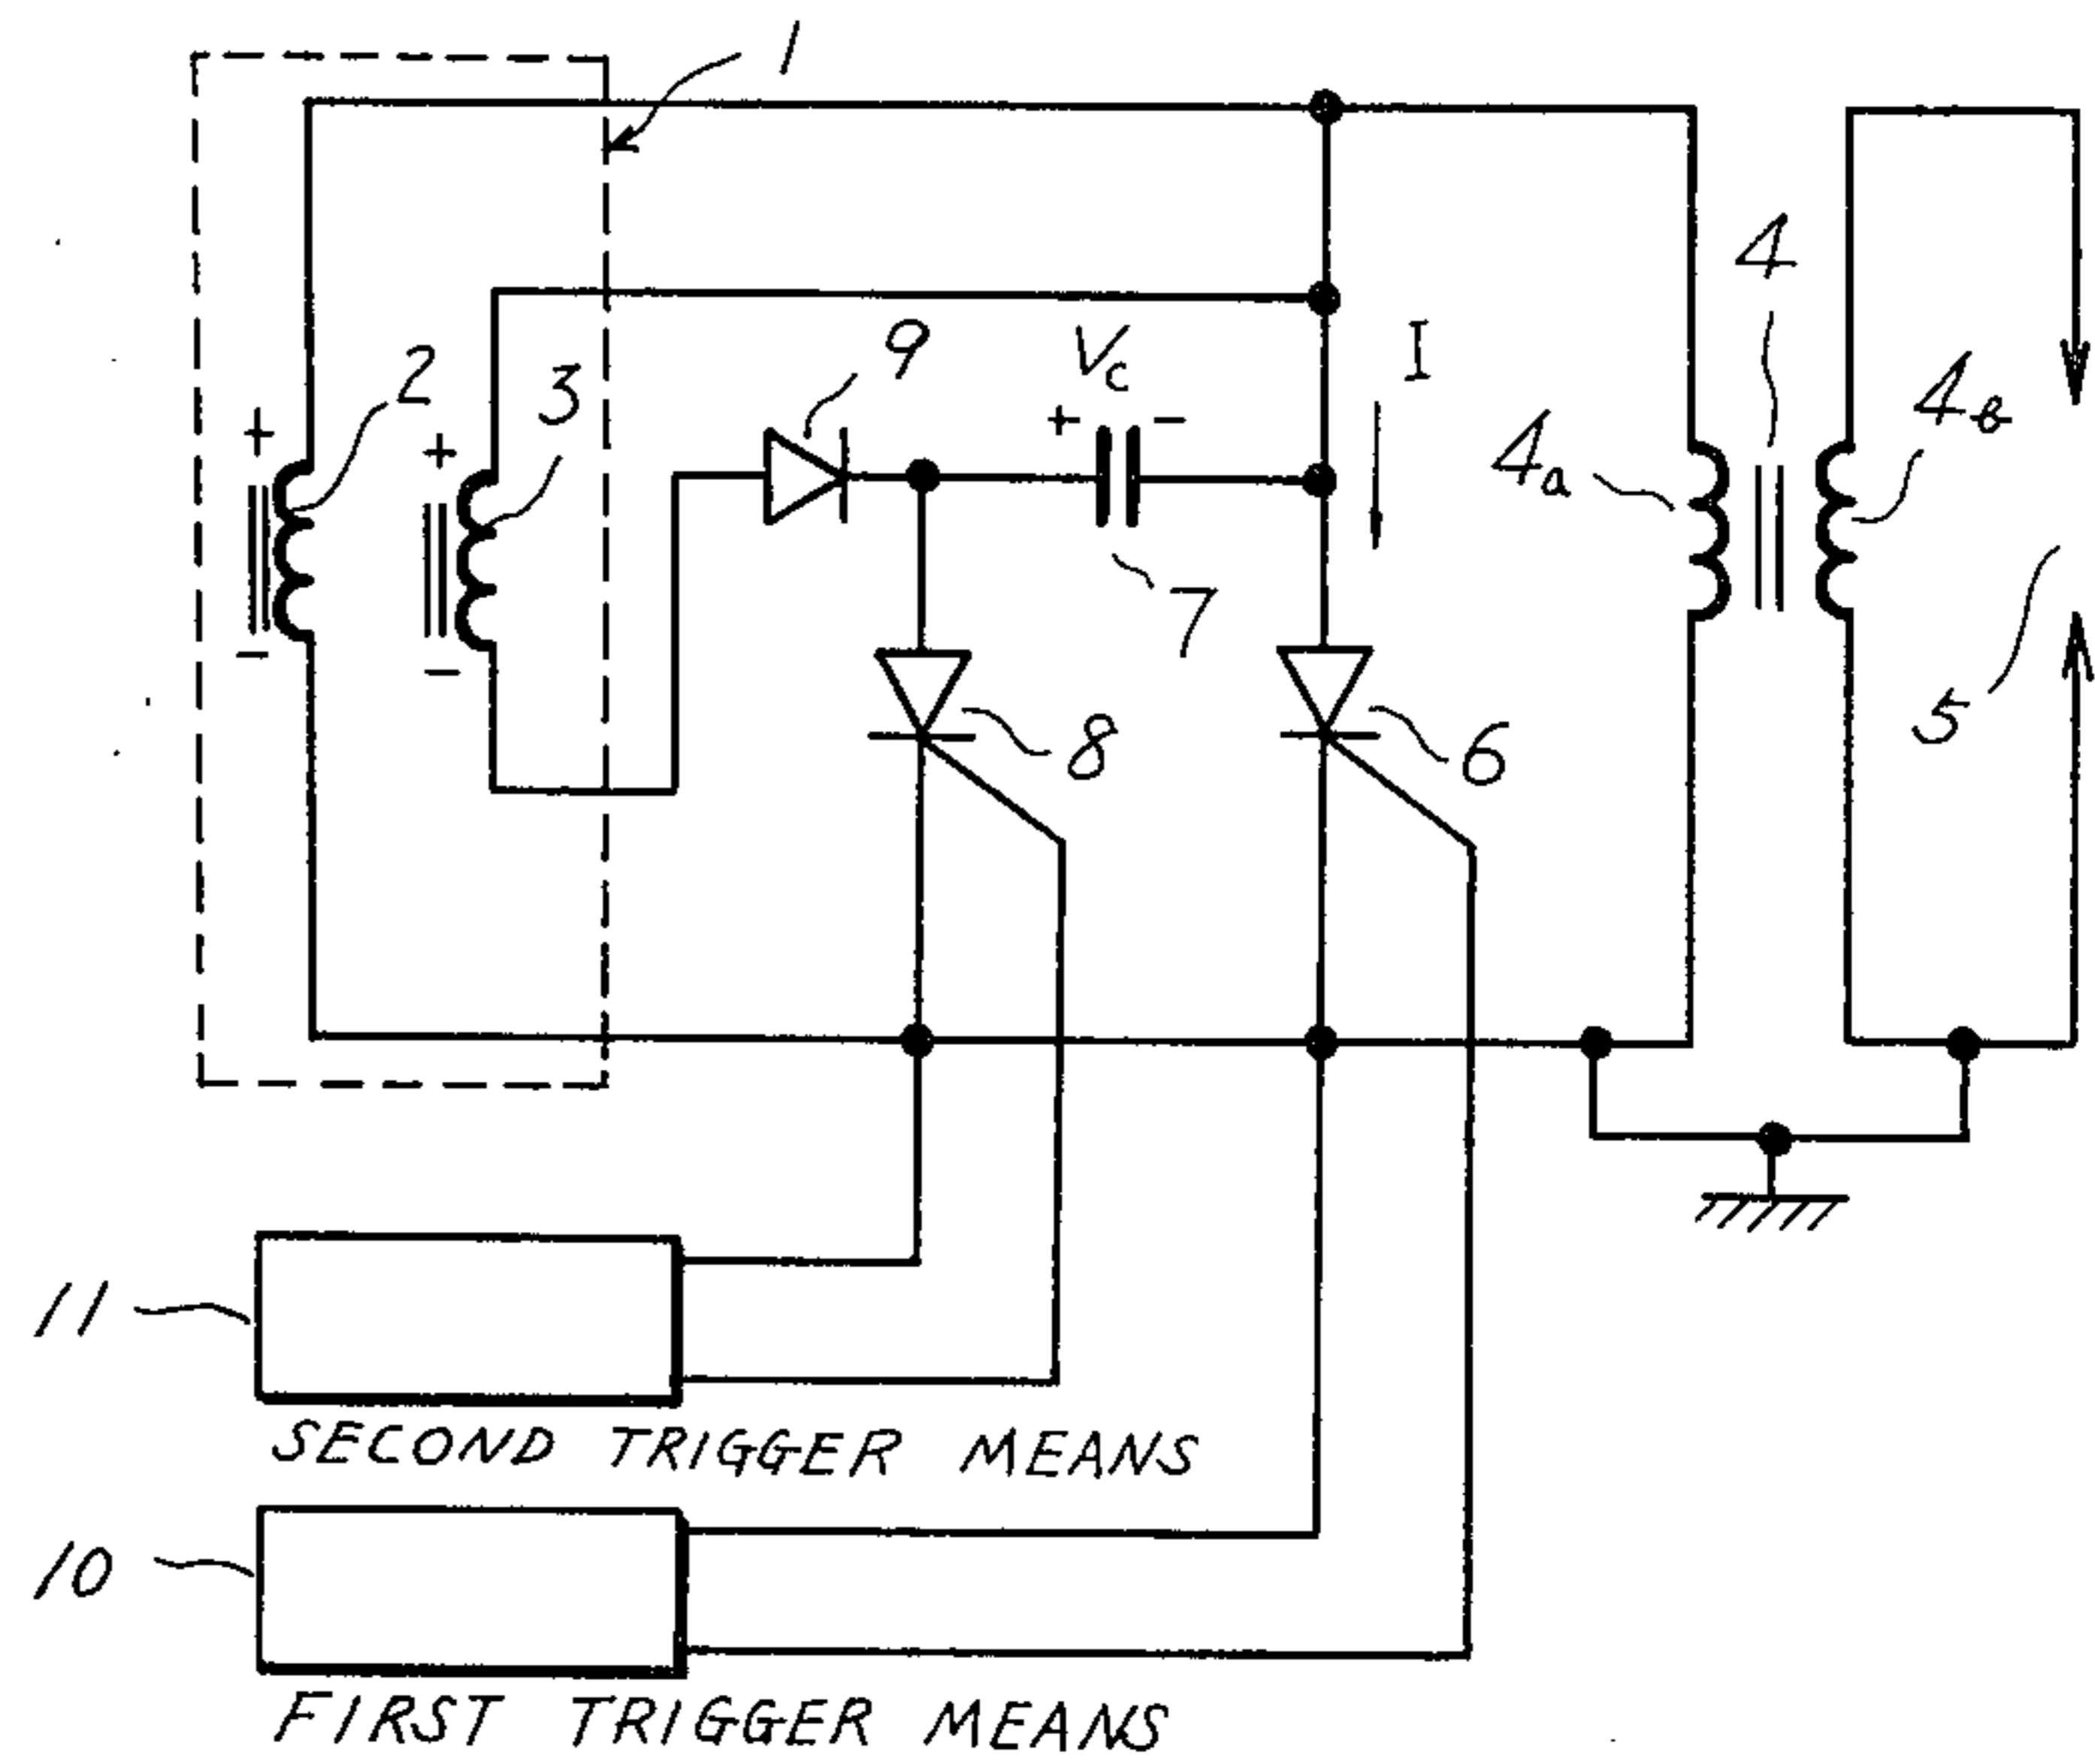 1
4
2
3
9
Vc
I
4a
4b
+
+
+ -
-
-
7
8
6
5
11
SECOND TRIGGER MEANS
10
FIRST TRIGGER MEANS